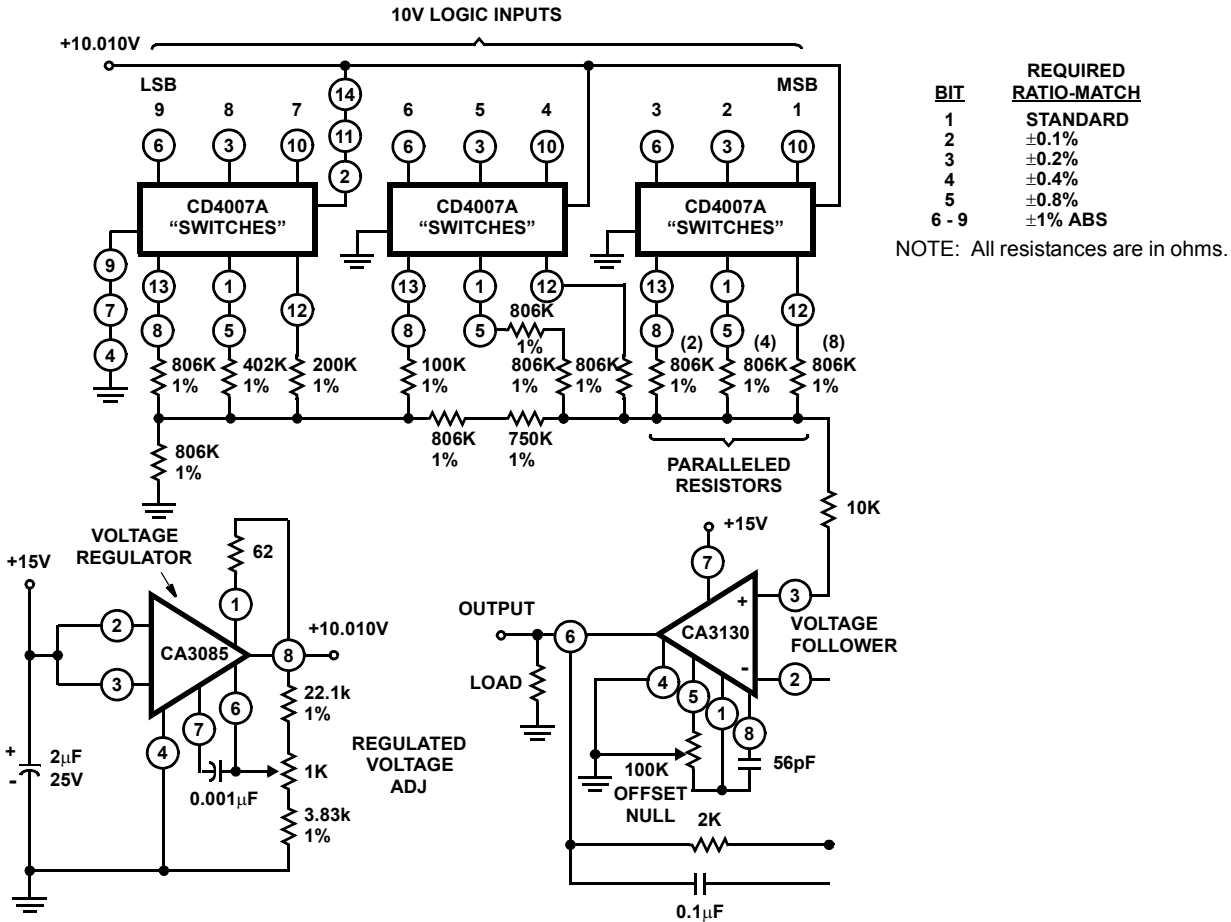 10V LOGIC INPUTS
+10.010V
LSB
MSB
9 8 7 6 5 4 3 2 1
6 3 10 14 11 2 6 3 10 6 3 10
CD4007A
“SWITCHES”
CD4007A
“SWITCHES”
CD4007A
“SWITCHES”
9
7
4
13 1 12 13 1 12 13 1 12
8 5 8 5 8 5
806K
1%
(2) (4) (8)
806K
1%
402K
1%
200K
1%
100K
1%
806K
1%
806K
1%
806K
1%
806K
1%
806K
1%
806K
1%
750K
1%
806K
1%
PARALLELED
RESISTORS
10K
REQUIRED
BIT RATIO-MATCH
1 STANDARD
2 ±0.1%
3 ±0.2%
4 ±0.4%
5 ±0.8%
6 - 9 ±1% ABS
NOTE: All resistances are in ohms.
VOLTAGE
REGULATOR
+15V
62
1
2
3
CA3085
8
+10.010V
6
7
4
22.1k
1%
+
-
2μF
25V
0.001μF
1K
3.83k
1%
REGULATED
VOLTAGE
ADJ
+15V
7
OUTPUT
6
CA3130
+
-
3
VOLTAGE
FOLLOWER
2
LOAD
4
5
1
8
100K
OFFSET
NULL
56pF
2K
0.1μF